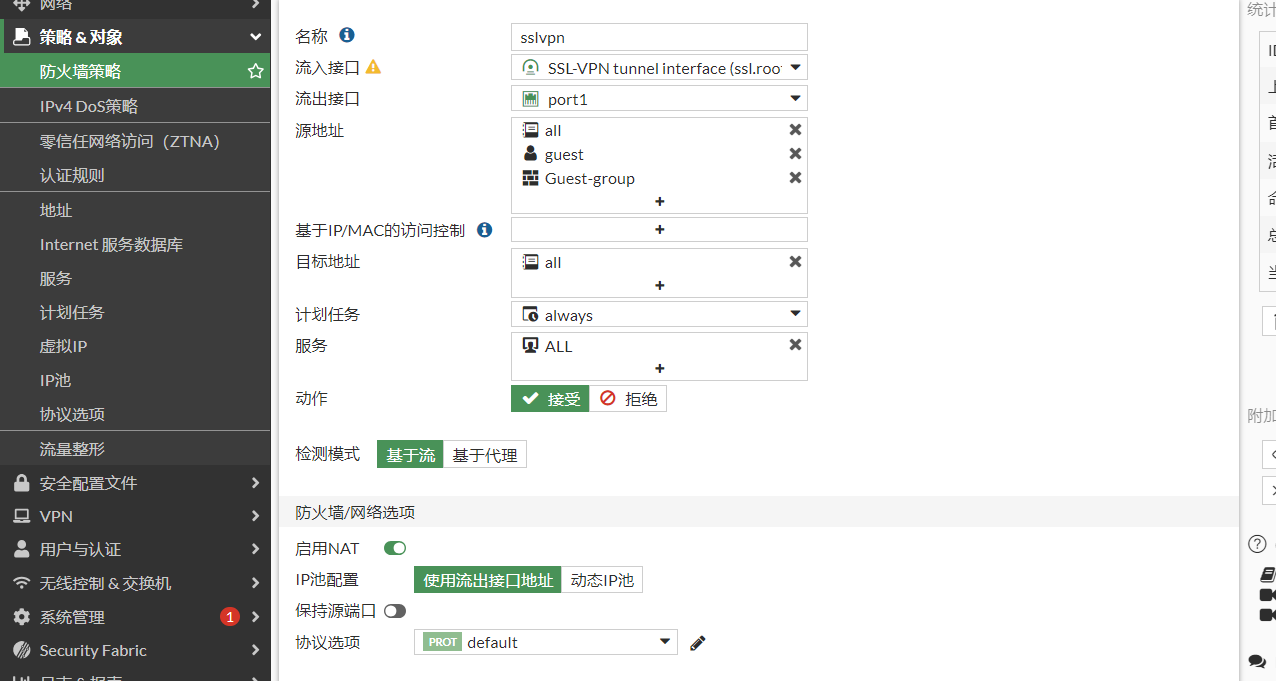 网络
策略 & 对象
防火墙策略
IPv4 DoS策略
零信任网络访问（ZTNA）
认证规则
地址
Internet 服务数据库
服务
计划任务
虚拟IP
IP池
协议选项
流量整形
安全配置文件
VPN
用户与认证
无线控制 & 交换机
系统管理 1
Security Fabric
日志 & 报表
名称 sslvpn
流入接口 SSL-VPN tunnel interface (ssl.roo
流出接口 port1
源地址 all
guest
Guest-group
基于IP/MAC的访问控制
目标地址 all
计划任务 always
服务 ALL
动作 接受 拒绝
检测模式 基于流 基于代理
防火墙/网络选项
启用NAT
IP池配置 使用流出接口地址 动态IP池
保持源端口
协议选项 PROT default
统计
附加